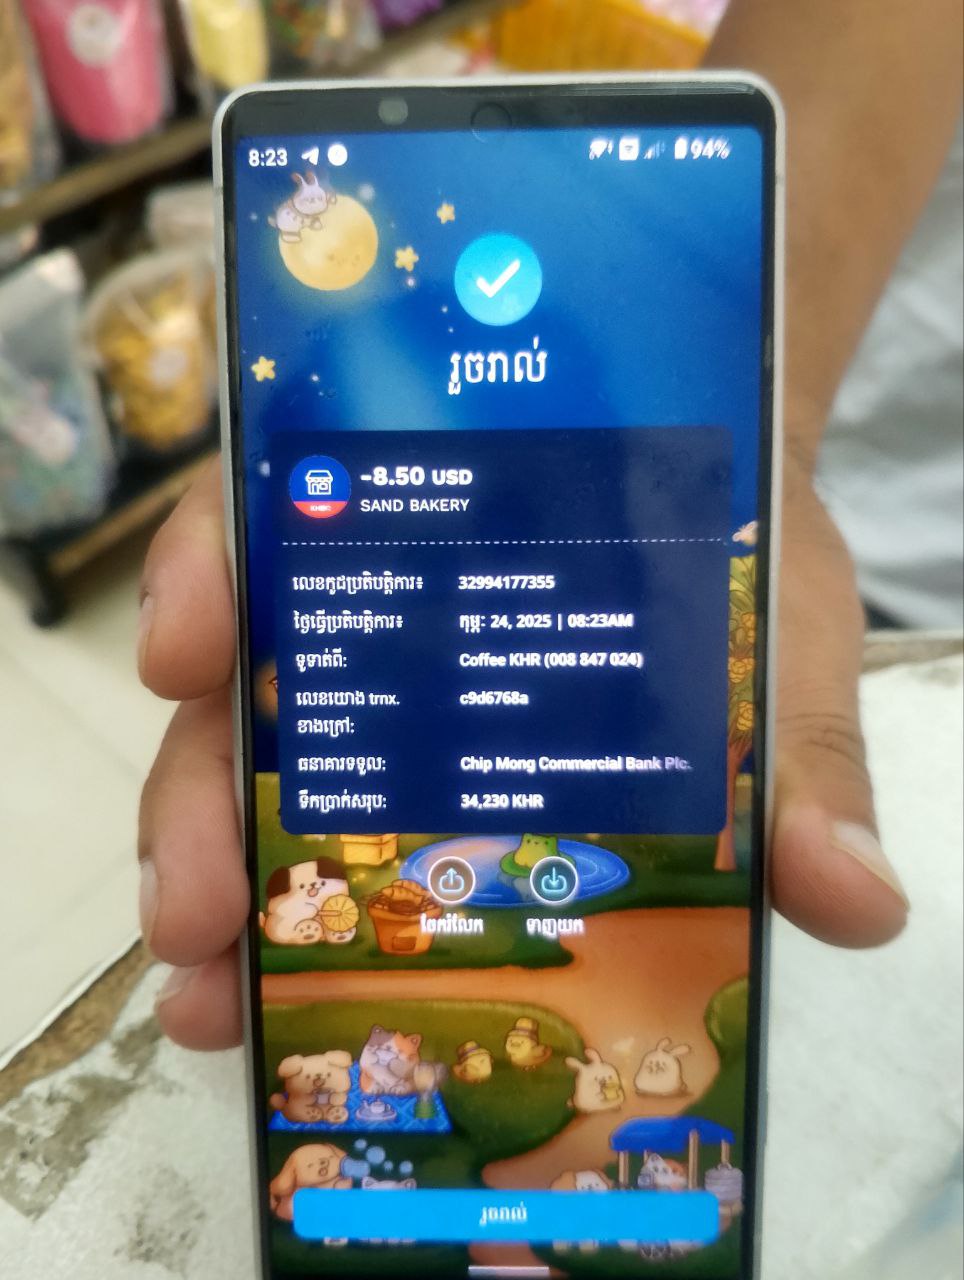 8:23 94%
រួចរាល់
-8.50 USD
KHQR
SAND BAKERY
លេខកូដប្រតិបត្តិការ៖ 32994177355
ថ្ងៃធ្វើប្រតិបត្តិការ៖ កុម្ភៈ 24, 2025 | 08:23AM
ទូទាត់ពី: Coffee KHR (008 847 024)
លេខយោង trnx. c9d6768a
ខាងក្រៅ:
ធនាគារទទួល: Chip Mong Commercial Bank Plc.
ទឹកប្រាក់សរុប: 34,230 KHR
ចែករំលែក ទាញយក
រួចរាល់